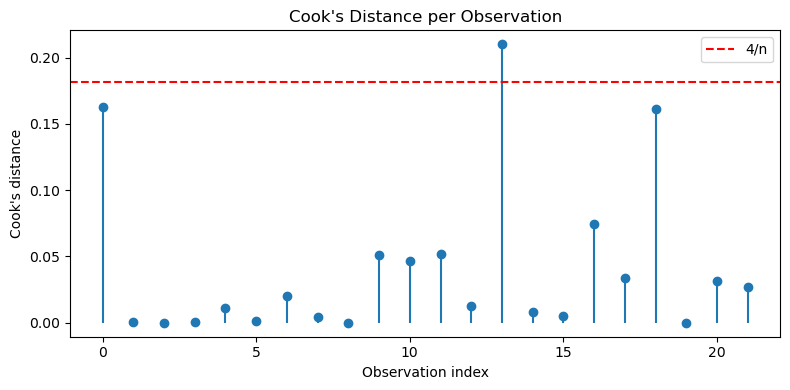 Cook's Distance per Observation
4/n
Cook's distance
0.20
0.15
0.10
0.05
0.00
0 5 10 15 20
Observation index